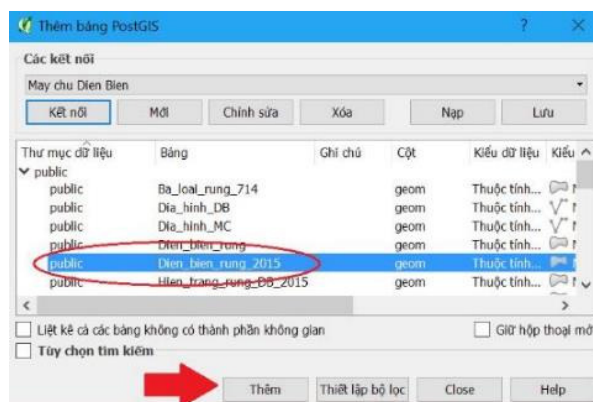 Thêm bảng PostGIS ? ×
Các kết nối
May chu Dien Bien
Kết nối Mới Chỉnh sửa Xóa Nạp Lưu
Thư mục dữ liệu Bảng Ghi chú Cột Kiểu dữ liệu Kiểu
public
public Ba_loai_rung_714 geom Thuộc tính...
public Dia_hinh_DB geom Thuộc tính...
public Dia_hinh_MC geom Thuộc tính...
public Dien_bien_rung geom Thuộc tính...
public Dien_bien_rung_2015 geom Thuộc tính...
public Hien_trang_rung_DB_2015 geom Thuộc tính...
Liệt kê cả các bảng không có thành phần không gian Giữ hộp thoại mở
Tùy chọn tìm kiếm
Thêm Thiết lập bộ lọc Close Help